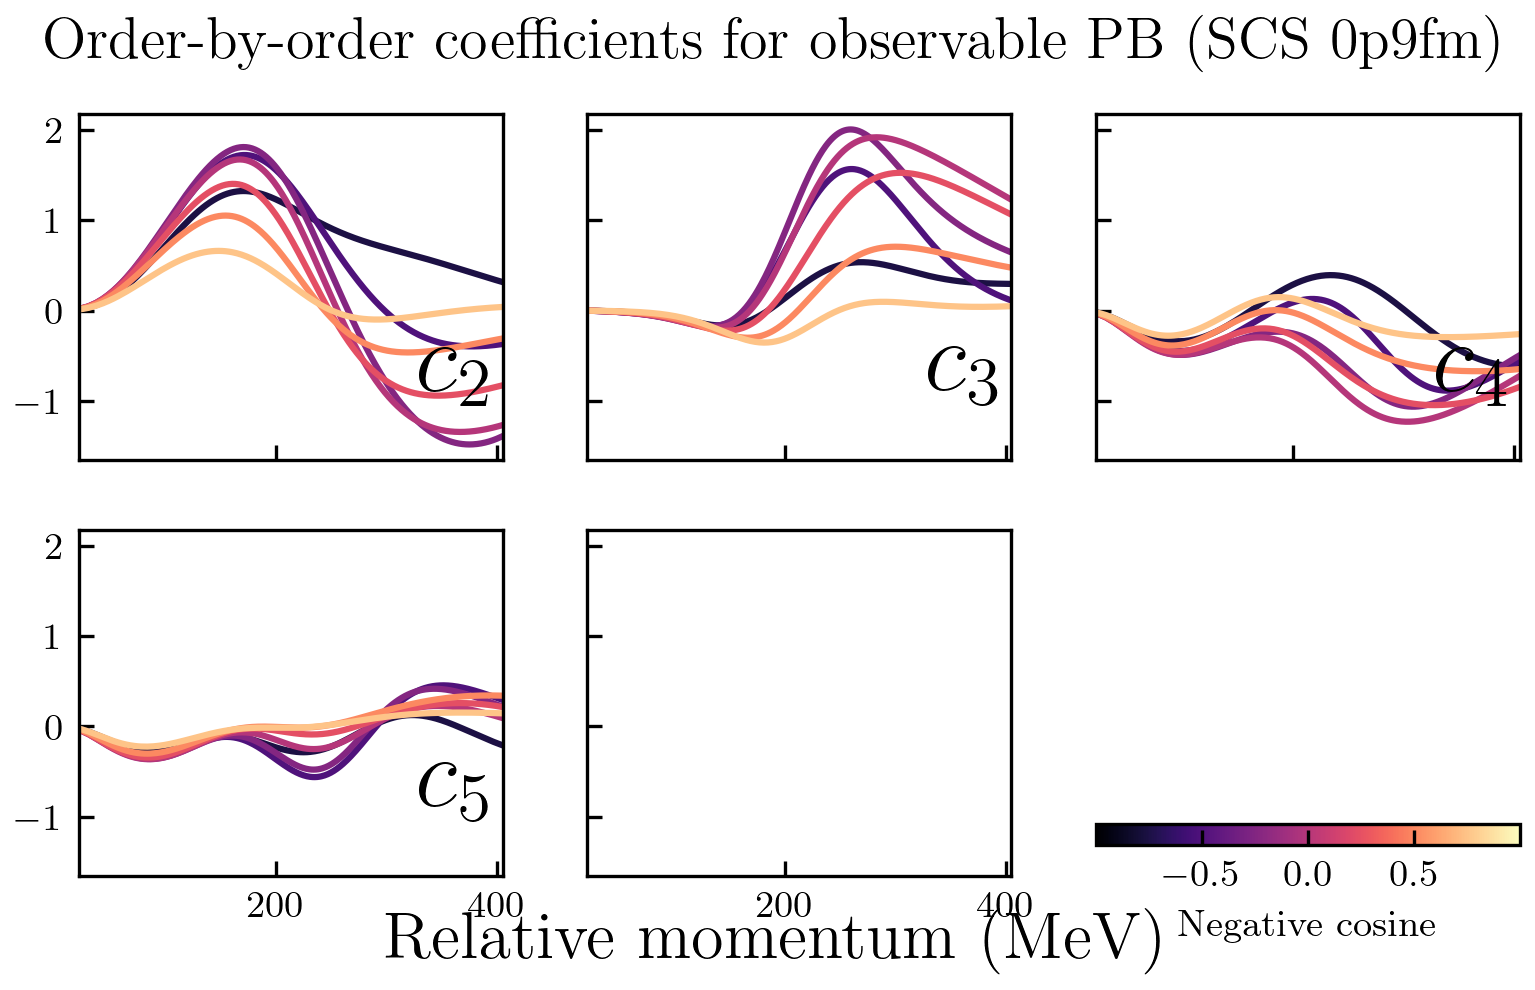 Order-by-order coefficients for observable PB (SCS 0p9fm)
2
1
0
−1
c2
c3
c4
2
1
0
−1
c5
200
400
200
400
−0.5
0.0
0.5
Negative cosine
Relative momentum (MeV)